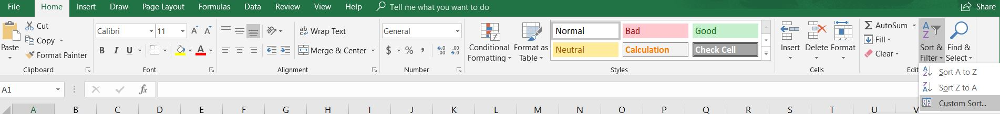 File Home Insert Draw Page Layout Formulas Data Review View Help Tell me what you want to do Share
Paste
Cut
Copy
Format Painter
Clipboard
Calibri 11 A A
B I U A
Font
ab Wrap Text
Merge & Center
Alignment
General
$ % , .0 .00 .00 .0
Number
Conditional Formatting
Format as Table
Normal Bad Good
Neutral Calculation Check Cell
Styles
Insert Delete Format
Cells
Σ AutoSum
Fill
Clear
Sort & Filter
Find & Select
Edit
Sort A to Z
Sort Z to A
Custom Sort...
A1 fx
A B C D E F G H I J K L M N O P Q R S T U V